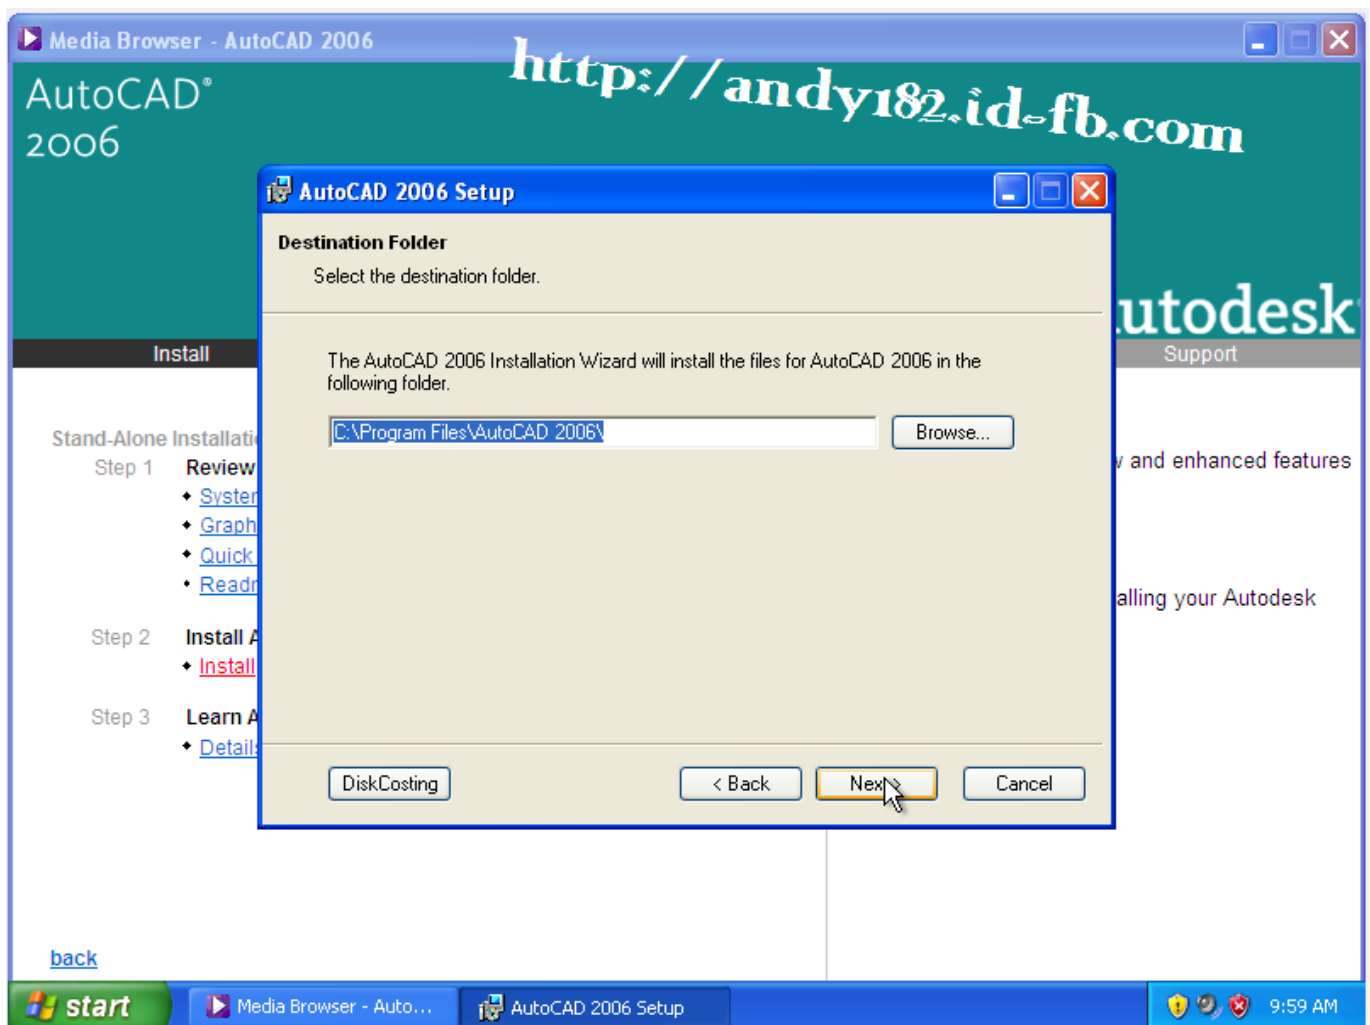 Media Browser - AutoCAD 2006
http://andy182.id-fb.com
AutoCAD®
2006
AutoCAD 2006 Setup
Destination Folder
Select the destination folder.
utodesk
Install
Support
The AutoCAD 2006 Installation Wizard will install the files for AutoCAD 2006 in the
following folder.
C:\Program Files\AutoCAD 2006\
Browse...
Stand-Alone Installati
Step 1 Review
and enhanced features
• System
• Graph
• Quick
• Readm
alling your Autodesk
Step 2 Install A
• Install
Step 3 Learn A
• Details
DiskCosting
< Back
Next >
Cancel
back
start
Media Browser - Auto...
AutoCAD 2006 Setup
9:59 AM